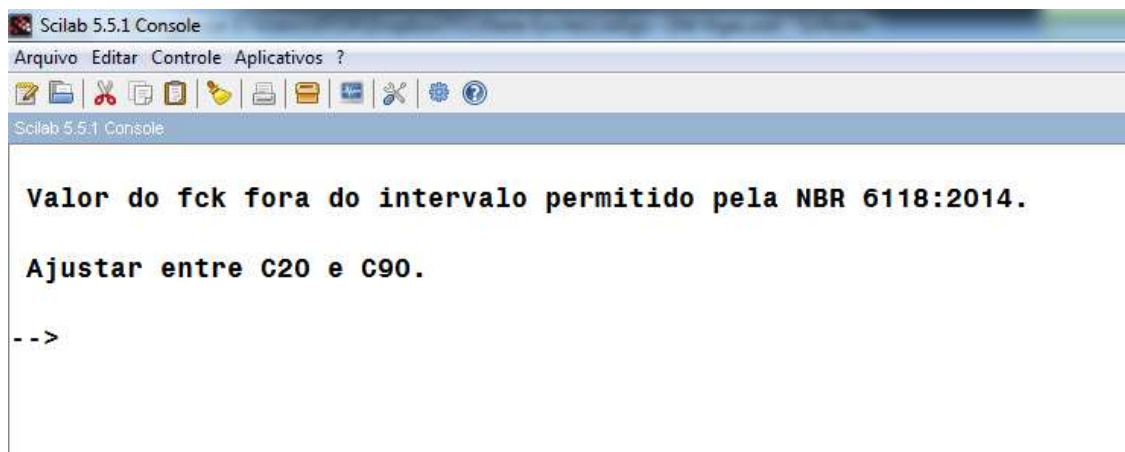 Scilab 5.5.1 Console
Arquivo Editar Controle Aplicativos ?
Scilab 5.5.1 Console
Valor do fck fora do intervalo permitido pela NBR 6118:2014.
Ajustar entre C20 e C90.
-->